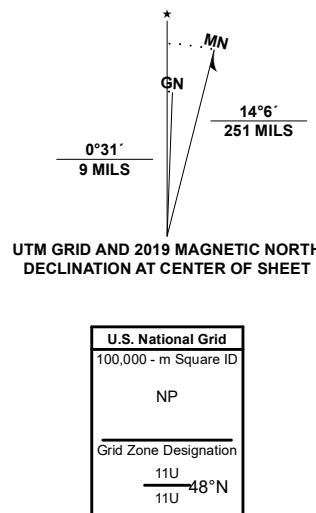 ★
MN
GN
14°6´
251 MILS
0°31´
9 MILS
UTM GRID AND 2019 MAGNETIC NORTH
DECLINATION AT CENTER OF SHEET
U.S. National Grid
100,000 - m Square ID
NP
Grid Zone Designation
11U
48°N
11U